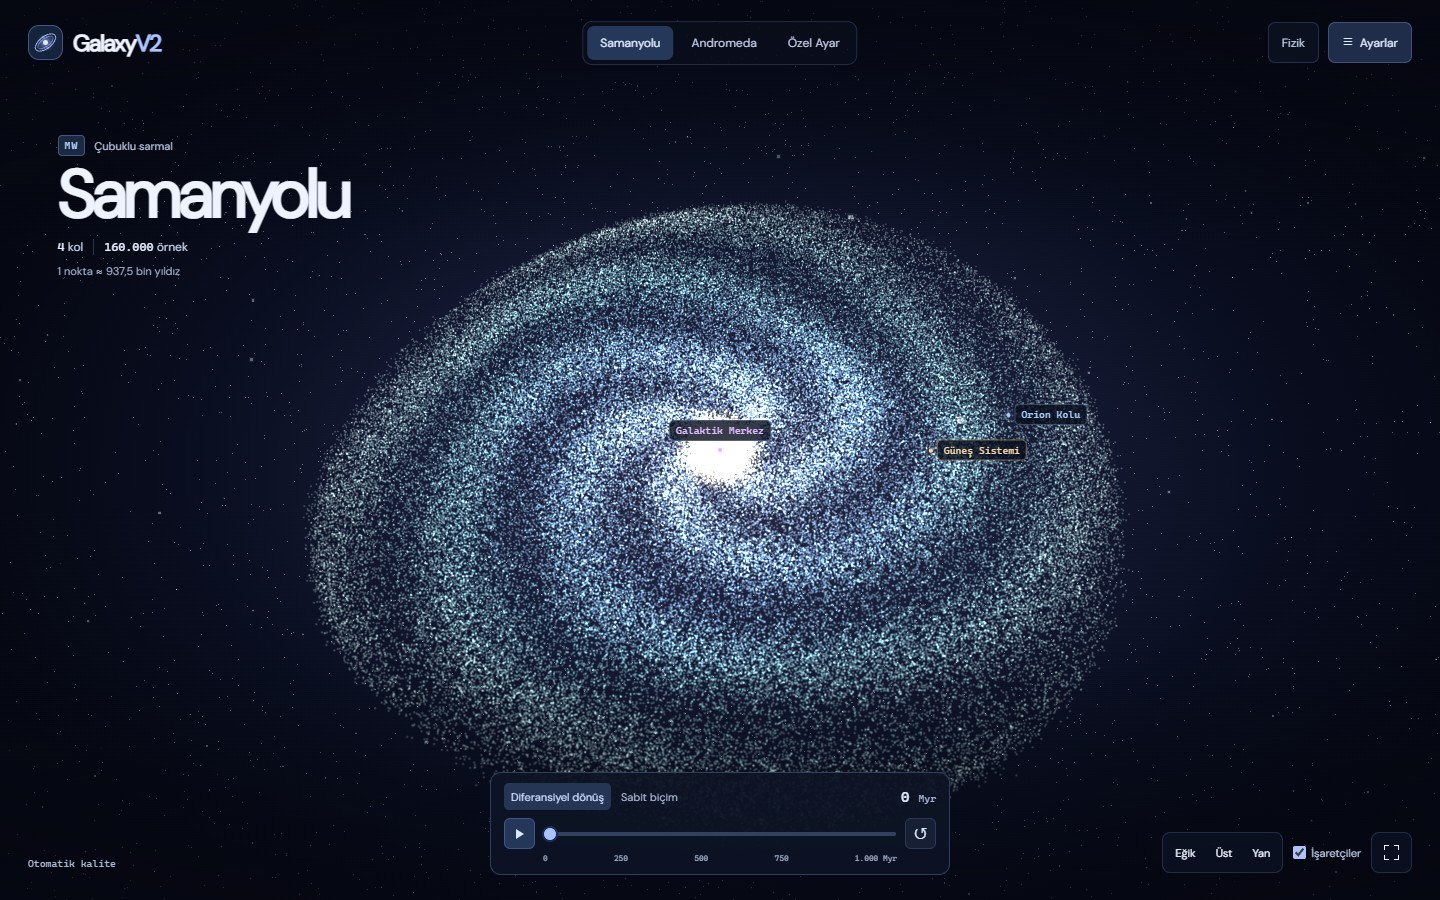 GalaxyV2
Samanyolu Andromeda Özel Ayar
Fizik
Ayarlar
MW Çubuklu sarmal
Samanyolu
4 kol 160.000 örnek
1 nokta ≈ 937,5 bin yıldız
Orion Kolu
Galaktik Merkez
Güneş Sistemi
Diferansiyel dönüş Sabit biçim 0 Myr
0 250 500 750 1.000 Myr
Otomatik kalite
Eğik Üst Yan
İşaretçiler